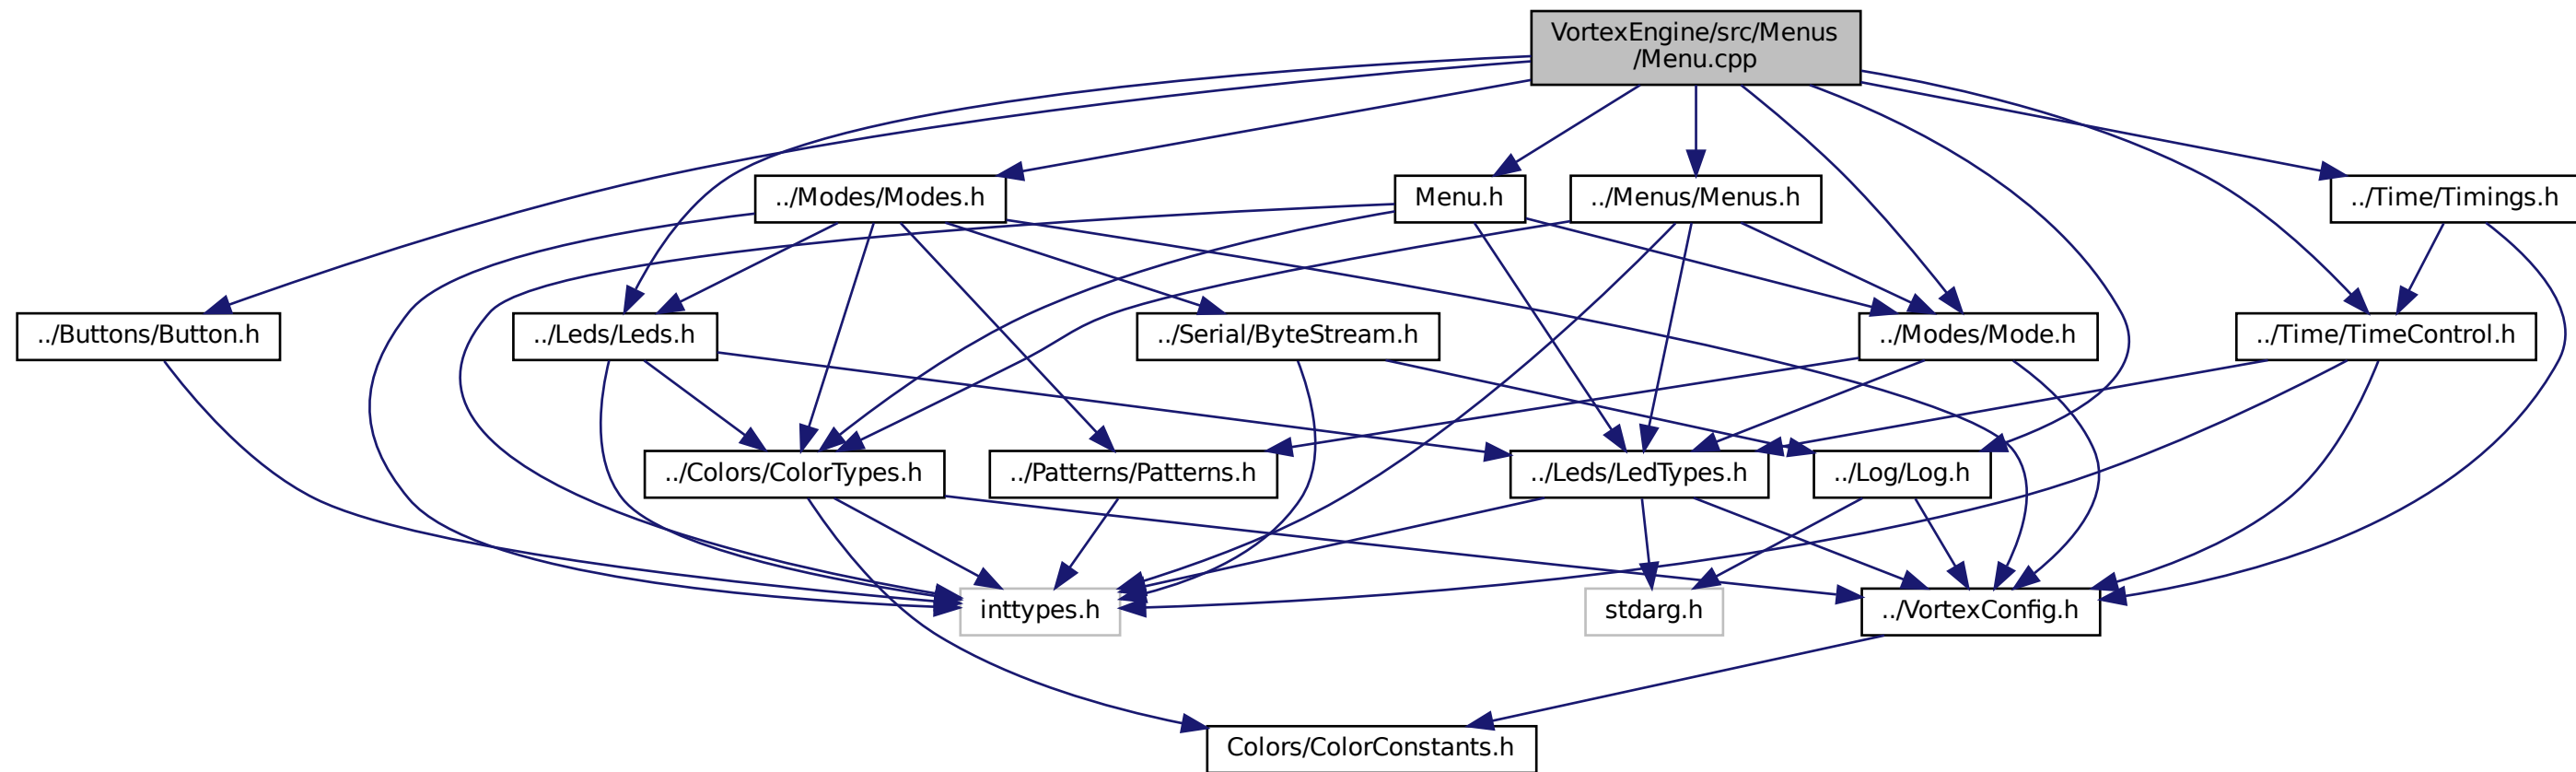 VortexEngine/src/Menus
/Menu.cpp
../Modes/Modes.h
Menu.h
../Menus/Menus.h
../Time/Timings.h
../Buttons/Button.h
../Leds/Leds.h
../Serial/ByteStream.h
../Modes/Mode.h
../Time/TimeControl.h
../Colors/ColorTypes.h
../Patterns/Patterns.h
../Leds/LedTypes.h
../Log/Log.h
inttypes.h
stdarg.h
../VortexConfig.h
Colors/ColorConstants.h